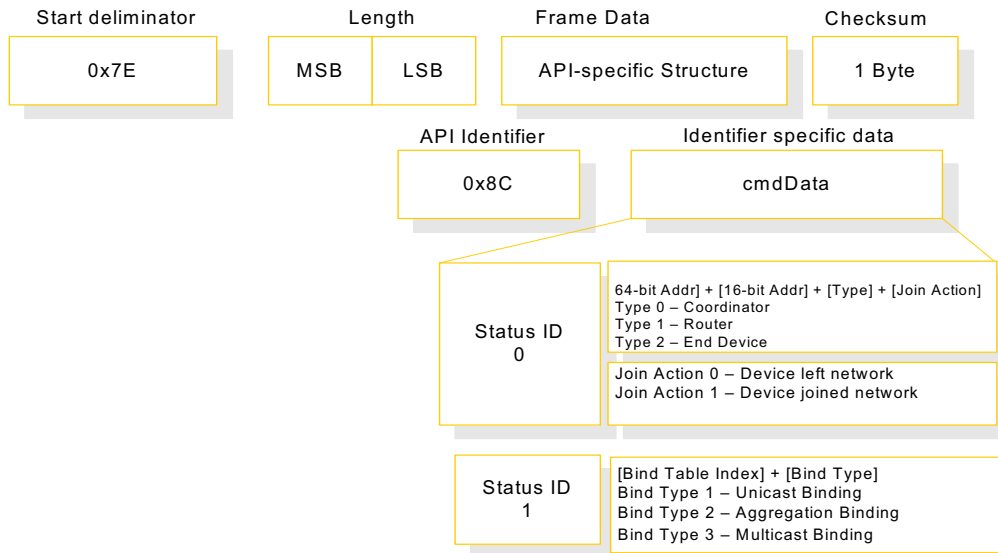 Start deliminator
Length
Frame Data
Checksum
0x7E
MSB
LSB
API-specific Structure
1 Byte
API Identifier
Identifier specific data
0x8C
cmdData
Status ID
0
64-bit Addr] + [16-bit Addr] + [Type] + [Join Action]
Type 0 – Coordinator
Type 1 – Router
Type 2 – End Device
Join Action 0 – Device left network
Join Action 1 – Device joined network
Status ID
1
[Bind Table Index] + [Bind Type]
Bind Type 1 – Unicast Binding
Bind Type 2 – Aggregation Binding
Bind Type 3 – Multicast Binding